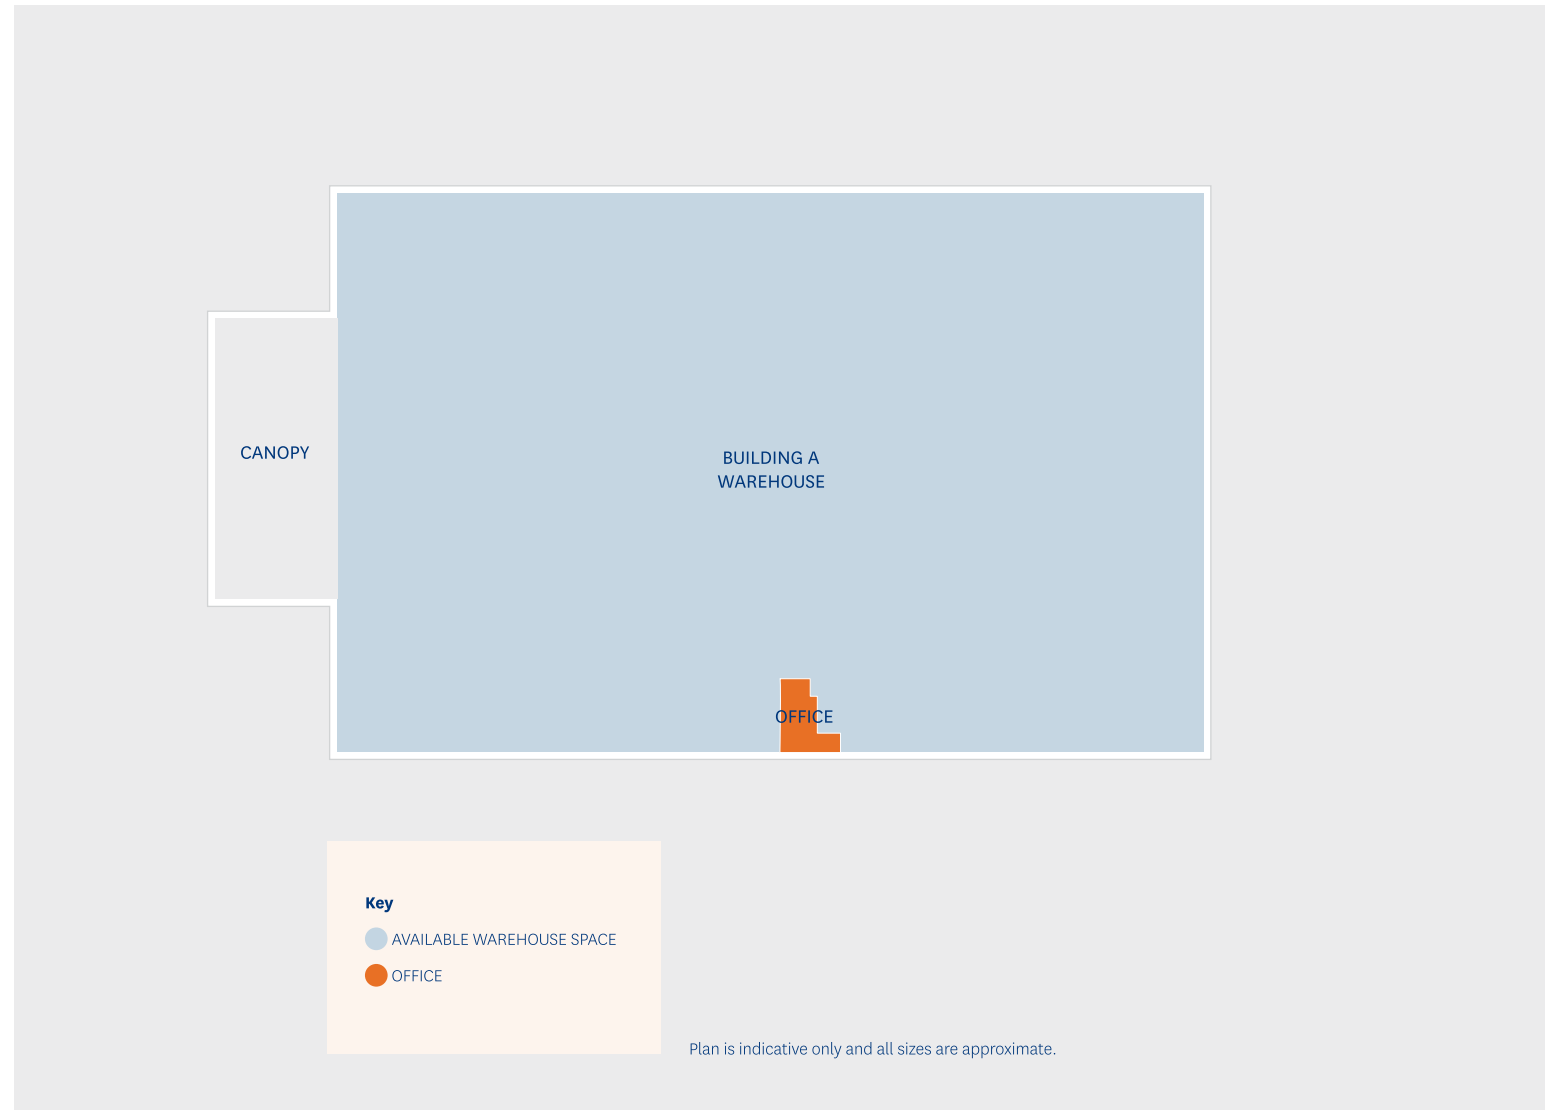 CANOPY
BUILDING A
WAREHOUSE
OFFICE
Key
AVAILABLE WAREHOUSE SPACE
OFFICE
Plan is indicative only and all sizes are approximate.